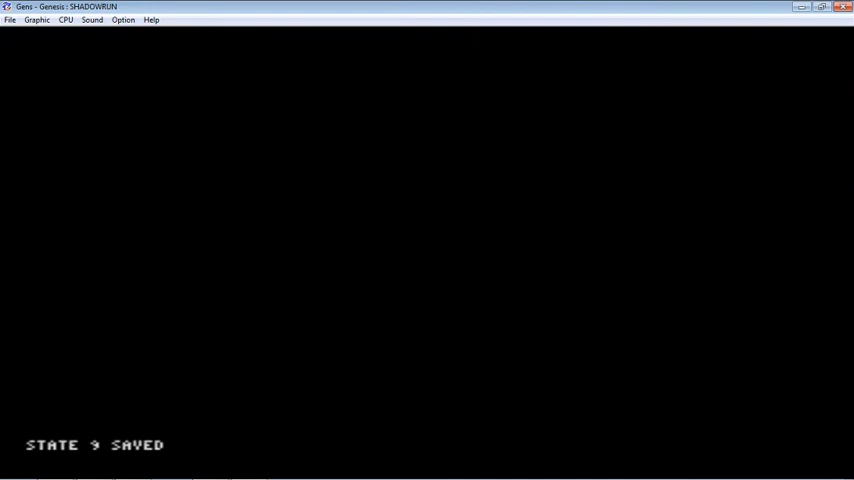 Gens - Genesis : SHADOWRUN
File Graphic CPU Sound Option Help
STATE 9 SAVED